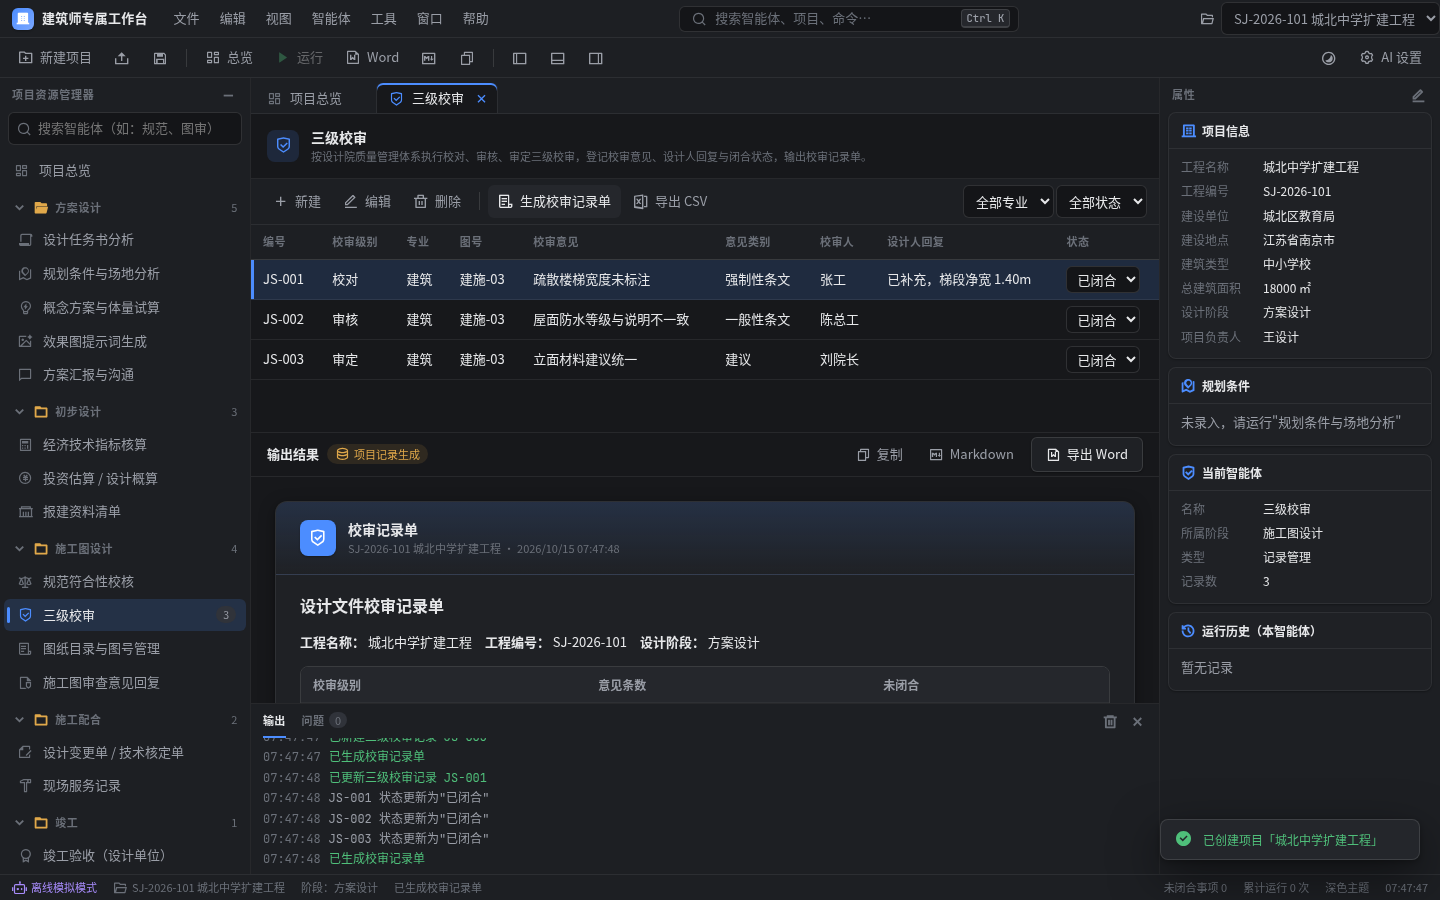 建筑师专属工作台 文件 编辑 视图 智能体 工具 窗口 帮助 搜索智能体、项目、命令… Ctrl K SJ-2026-101 城北中学扩建工程
新建项目 总览 运行 Word AI 设置
项目资源管理器
搜索智能体（如：规范、图审）
项目总览
方案设计 5
设计任务书分析
规划条件与场地分析
概念方案与体量试算
效果图提示词生成
方案汇报与沟通
初步设计 3
经济技术指标核算
投资估算 / 设计概算
报建资料清单
施工图设计 4
规范符合性校核
三级校审 3
图纸目录与图号管理
施工图审查意见回复
施工配合 2
设计变更单 / 技术核定单
现场服务记录
竣工 1
竣工验收（设计单位）
项目总览 三级校审
三级校审
按设计院质量管理体系执行校对、审核、审定三级校审，登记校审意见、设计人回复与闭合状态，输出校审记录单。
新建 编辑 删除 生成校审记录单 导出 CSV 全部专业 全部状态
编号 校审级别 专业 图号 校审意见 意见类别 校审人 设计人回复 状态
JS-001 校对 建筑 建施-03 疏散楼梯宽度未标注 强制性条文 张工 已补充，梯段净宽 1.40m 已闭合
JS-002 审核 建筑 建施-03 屋面防水等级与说明不一致 一般性条文 陈总工 已闭合
JS-003 审定 建筑 建施-03 立面材料建议统一 建议 刘院长 已闭合
输出结果 项目记录生成 复制 Markdown 导出 Word
校审记录单
SJ-2026-101 城北中学扩建工程 · 2026/10/15 07:47:48
设计文件校审记录单
工程名称： 城北中学扩建工程 工程编号： SJ-2026-101 设计阶段： 方案设计
校审级别 意见条数 未闭合
输出 问题 0
07:47:47 已生成校审记录单
07:47:48 已更新三级校审记录 JS-001
07:47:48 JS-001 状态更新为"已闭合"
07:47:48 JS-002 状态更新为"已闭合"
07:47:48 JS-003 状态更新为"已闭合"
07:47:48 已生成校审记录单
属性
项目信息
工程名称 城北中学扩建工程
工程编号 SJ-2026-101
建设单位 城北区教育局
建设地点 江苏省南京市
建筑类型 中小学校
总建筑面积 18000 ㎡
设计阶段 方案设计
项目负责人 王设计
规划条件
未录入，请运行"规划条件与场地分析"
当前智能体
名称 三级校审
所属阶段 施工图设计
类型 记录管理
记录数 3
运行历史（本智能体）
暂无记录
已创建项目「城北中学扩建工程」
离线模拟模式 SJ-2026-101 城北中学扩建工程 阶段：方案设计 已生成校审记录单 未闭合事项 0 累计运行 0 次 深色主题 07:47:47